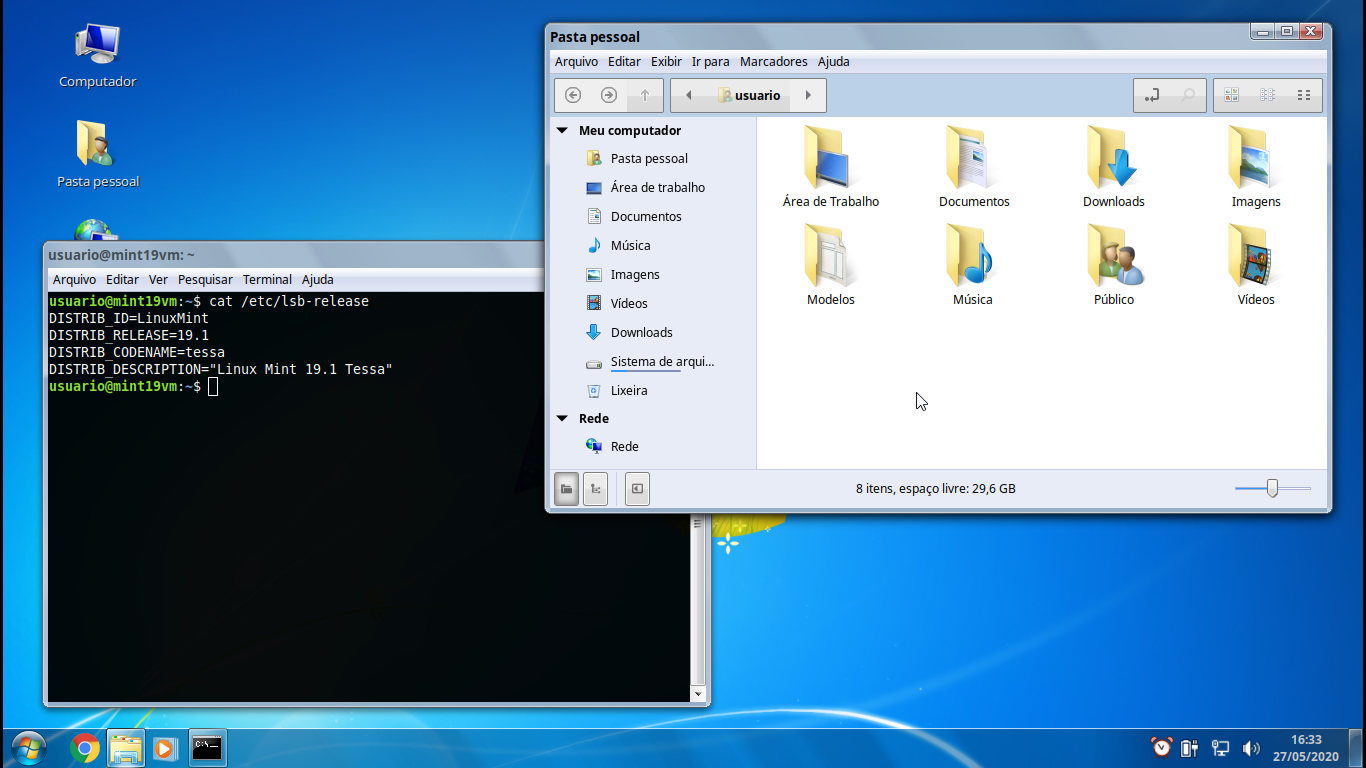 Computador
Pasta pessoal
usuario@mint19vm: ~
Arquivo Editar Ver Pesquisar Terminal Ajuda
usuario@mint19vm:~$ cat /etc/lsb-release
DISTRIB_ID=LinuxMint
DISTRIB_RELEASE=19.1
DISTRIB_CODENAME=tessa
DISTRIB_DESCRIPTION="Linux Mint 19.1 Tessa"
usuario@mint19vm:~$
Pasta pessoal
Arquivo Editar Exibir Ir para Marcadores Ajuda
usuario
Meu computador
Pasta pessoal
Área de trabalho
Documentos
Música
Imagens
Vídeos
Downloads
Sistema de arqui...
Lixeira
Rede
Rede
Área de Trabalho
Documentos
Downloads
Imagens
Modelos
Música
Público
Vídeos
8 itens, espaço livre: 29,6 GB
C:\_
16:33
27/05/2020